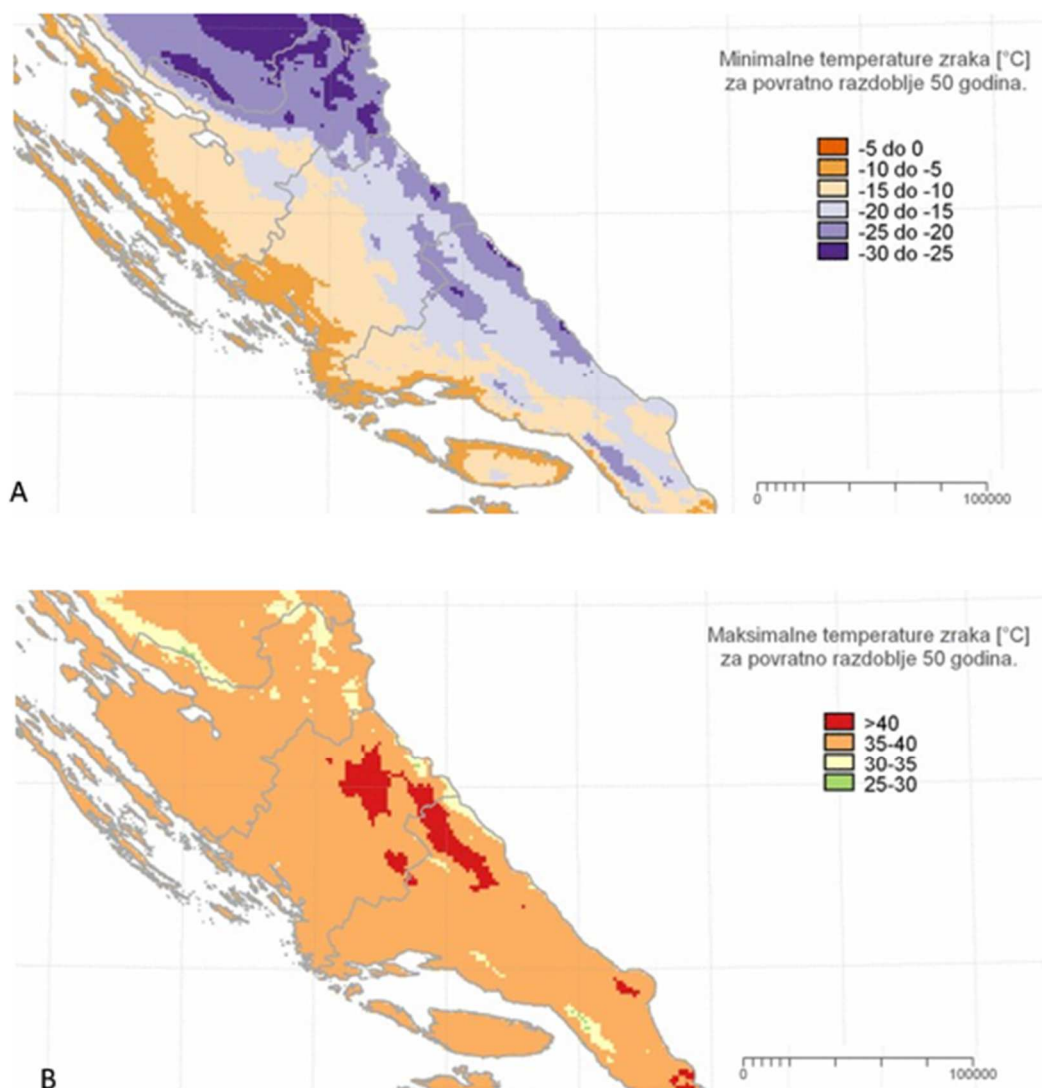 Minimalne temperature zraka [°C]
za povratno razdoblje 50 godina.
-5 do 0
-10 do -5
-15 do -10
-20 do -15
-25 do -20
-30 do -25
A
0 100000
Maksimalne temperature zraka [°C]
za povratno razdoblje 50 godina.
>40
35-40
30-35
25-30
0 100000
B